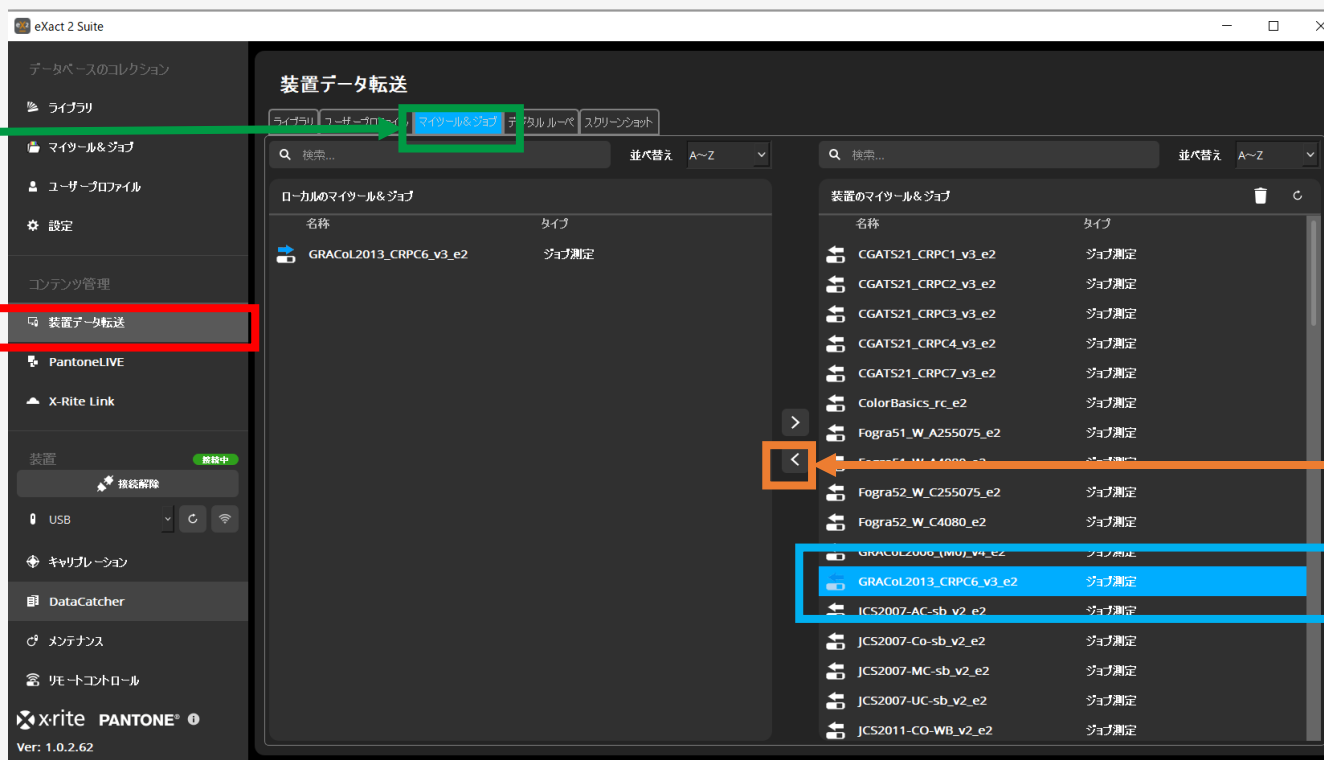 eXact 2 Suite
データベースのコレクション
ライブラリ
マイツール&ジョブ
ユーザープロファイル
設定
コンテンツ管理
装置データ転送
PantoneLIVE
X-Rite Link
装置
接続中
接続解除
USB
キャリブレーション
DataCatcher
メンテナンス
リモートコントロール
x·rite PANTONE®
Ver: 1.0.2.62
装置データ転送
ライブラリ
マイツール&ジョブ
スクリーンショット
検索...
並べ替え A~Z
ローカルのマイツール&ジョブ
名称 タイプ
GRACoL2013_CRPC6_v3_e2 ジョブ測定
検索...
並べ替え A~Z
装置のマイツール&ジョブ
名称 タイプ
CGATS21_CRPC1_v3_e2 ジョブ測定
CGATS21_CRPC2_v3_e2 ジョブ測定
CGATS21_CRPC3_v3_e2 ジョブ測定
CGATS21_CRPC4_v3_e2 ジョブ測定
CGATS21_CRPC7_v3_e2 ジョブ測定
ColorBasics_rc_e2 ジョブ測定
Fogra51_W_A255075_e2 ジョブ測定
Fogra52_W_C255075_e2 ジョブ測定
Fogra52_W_C4080_e2 ジョブ測定
GRACoL2006_(M0)_v4_e2 ジョブ測定
GRACoL2013_CRPC6_v3_e2 ジョブ測定
JCS2007-AC-sb_v2_e2 ジョブ測定
JCS2007-Co-sb_v2_e2 ジョブ測定
JCS2007-MC-sb_v2_e2 ジョブ測定
JCS2007-UC-sb_v2_e2 ジョブ測定
JCS2011-CO-WB_v2_e2 ジョブ測定